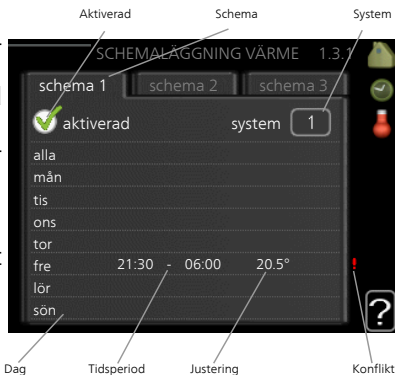 Aktiverad Schema System
SCHEMALÄGGNING VÄRME 1.3.1
schema 1 schema 2 schema 3
aktiverad system 1
alla
mån
tis
ons
tor
fre 21:30 - 06:00 20.5° !
lör
sön
?
Dag Tidsperiod Justering Konflikt